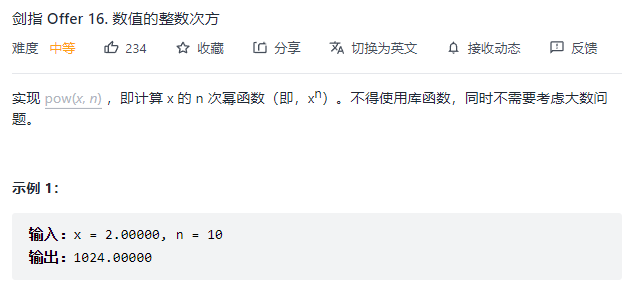 剑指 Offer 16. 数值的整数次方
难度 中等 234 收藏 分享 切换为英文 接收动态 反馈
实现 pow(x, n) ，即计算 x 的 n 次幂函数（即，xn）。不得使用库函数，同时不需要考虑大数问
题。
示例 1：
输入：x = 2.00000, n = 10
输出：1024.00000